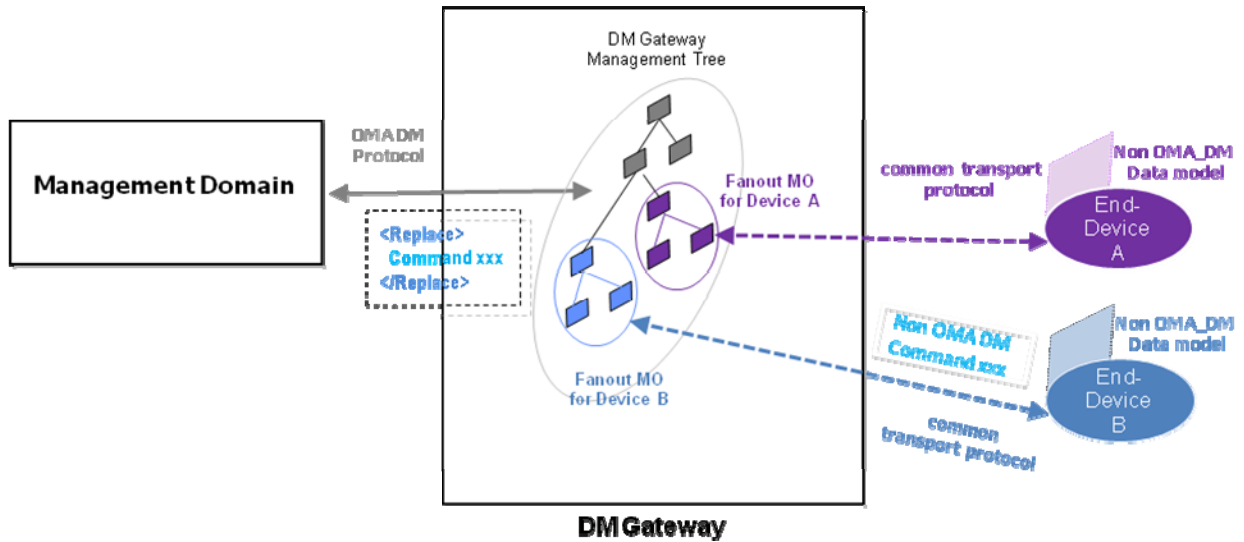 DM Gateway
Management Tree
OMADM
Protocol
Management Domain
<Replace>
Command xxx
</Replace>
Fanout MO
for Device A
common transport
protocol
Non OMA_DM
Data model
End-
Device
A
Fanout MO
for Device B
Non OMA DM
Command xxx
common
transport protocol
Non OMA_DM
Data model
End-
Device
B
DM Gateway